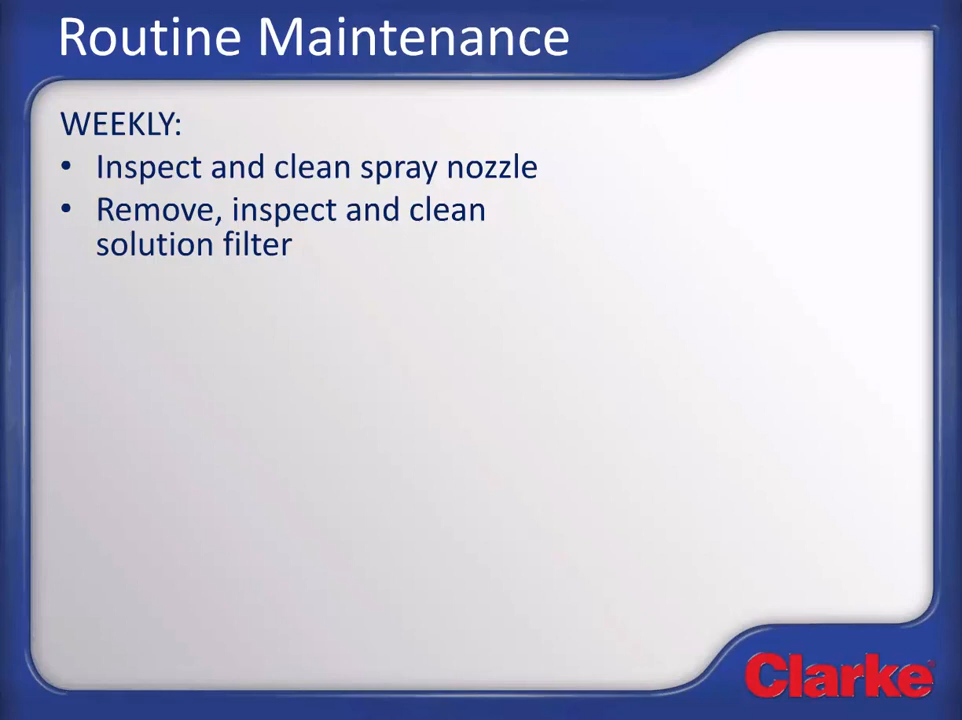 Routine Maintenance
WEEKLY:
• Inspect and clean spray nozzle
• Remove, inspect and clean
solution filter
Clarke